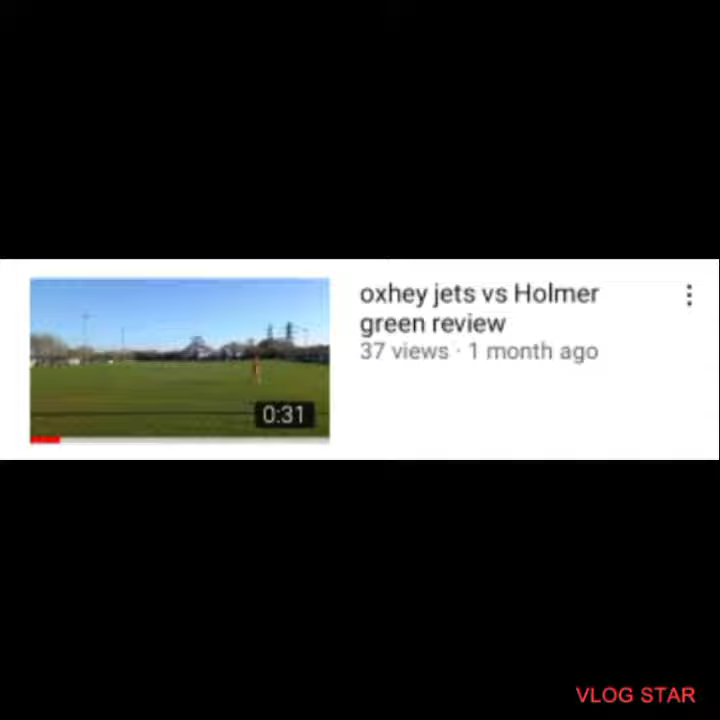 oxhey jets vs Holmer
green review
37 views · 1 month ago
0:31
VLOG STAR